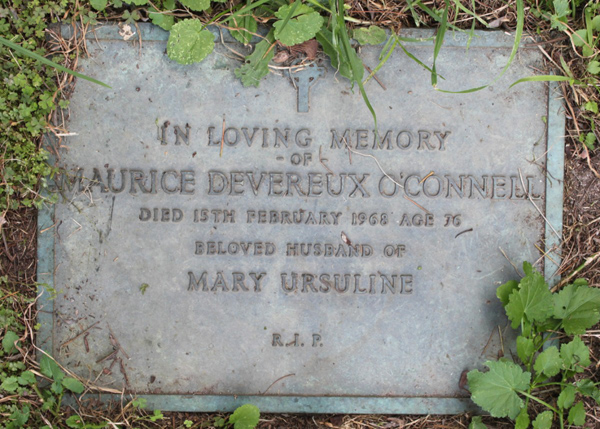 IN LOVING MEMORY
- OF -
MAURICE DEVEREUX O'CONNELL
DIED 15TH FEBRUARY 1968 AGE 76
BELOVED HUSBAND OF
MARY URSULINE
R.I.P.